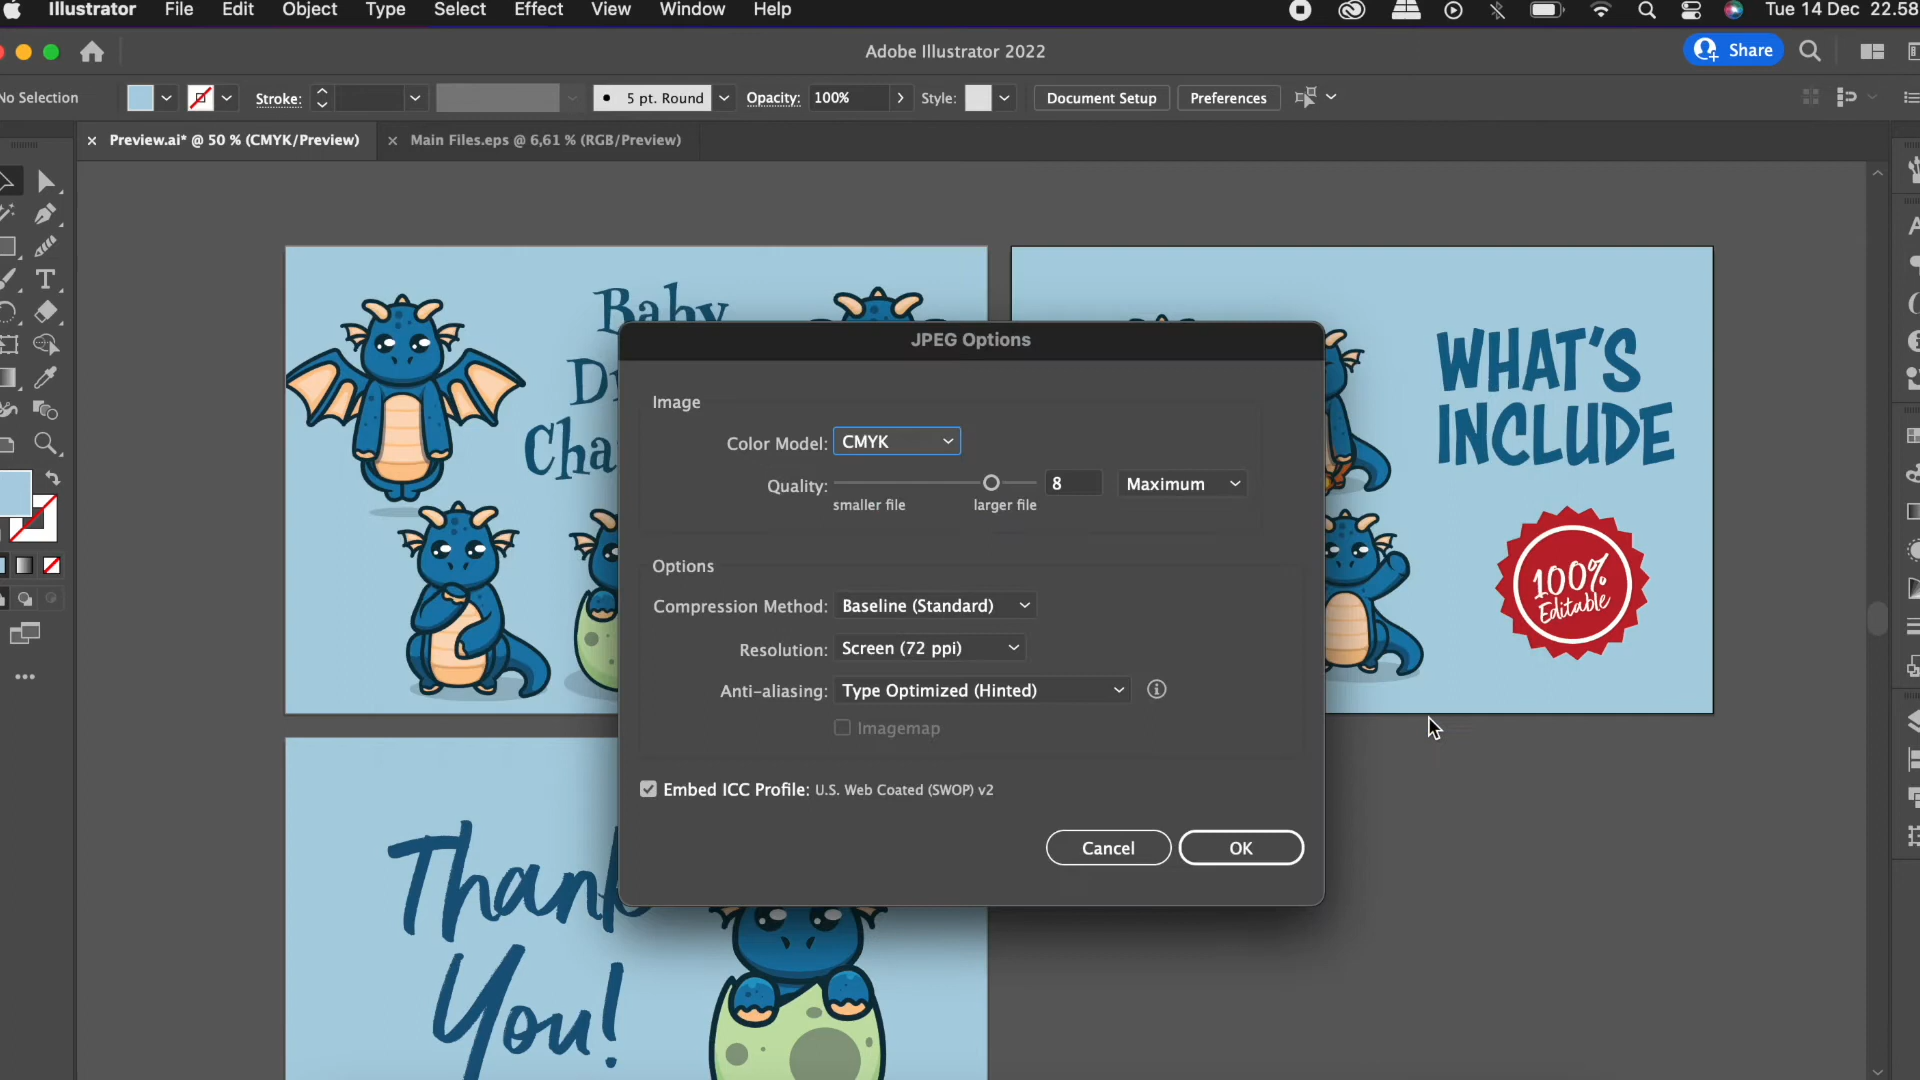 Illustrator File Edit Object Type Select Effect View Window Help Tue 14 Dec 22.58
Adobe Illustrator 2022
Share
No Selection Stroke: 5 pt. Round Opacity: 100% Style: Document Setup Preferences
Preview.ai* @ 50 % (CMYK/Preview) Main Files.eps @ 6,61 % (RGB/Preview)
Baby
WHAT'S
INCLUDE
100%
Editable
Thank
You!
JPEG Options
Image
Color Model: CMYK
Quality: 8 Maximum
smaller file larger file
Options
Compression Method: Baseline (Standard)
Resolution: Screen (72 ppi)
Anti-aliasing: Type Optimized (Hinted)
Imagemap
Embed ICC Profile: U.S. Web Coated (SWOP) v2
Cancel OK